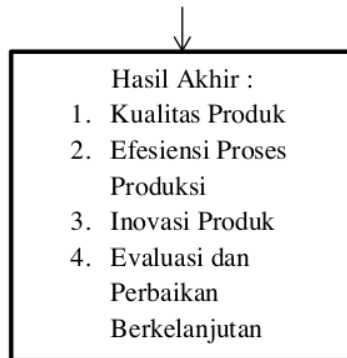 Hasil Akhir :
1. Kualitas Produk
2. Efesiensi Proses
Produksi
3. Inovasi Produk
4. Evaluasi dan
Perbaikan
Berkelanjutan